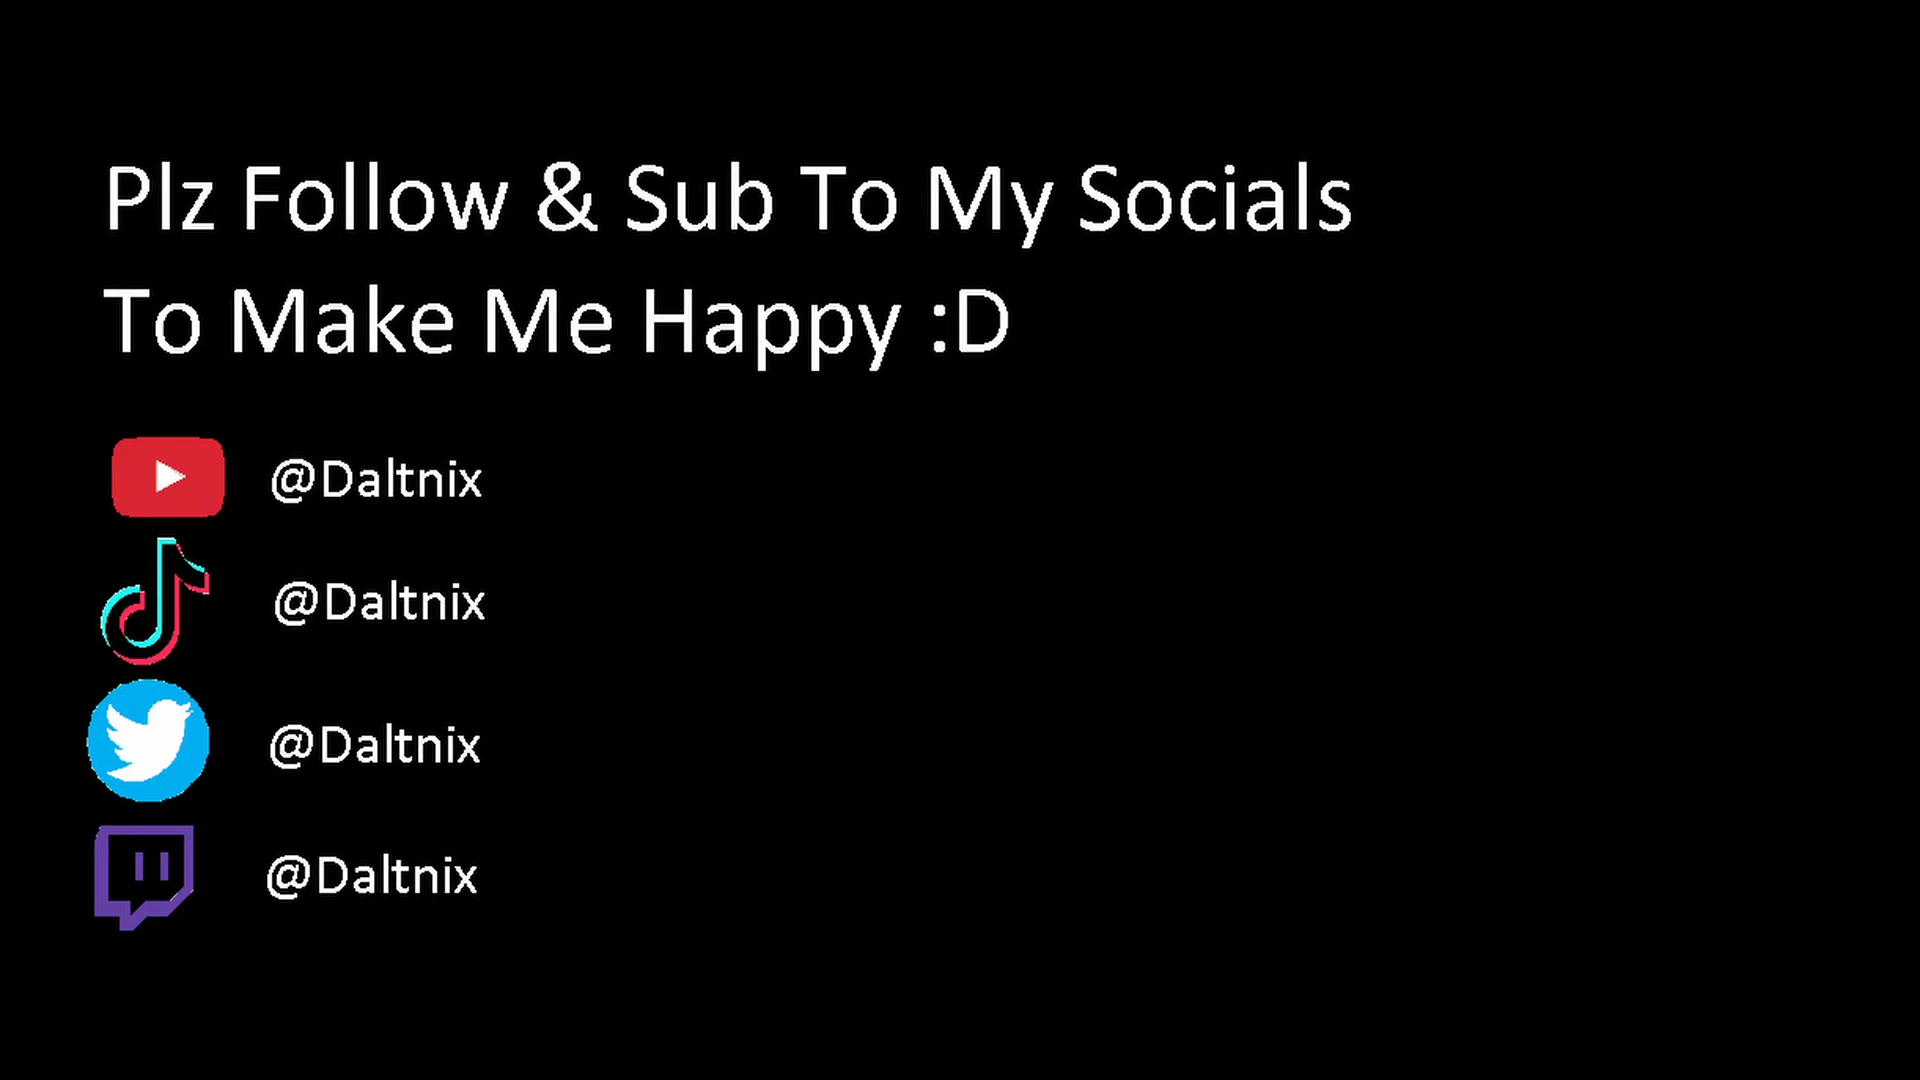 Plz Follow & Sub To My Socials
To Make Me Happy :D
@Daltnix
@Daltnix
@Daltnix
@Daltnix